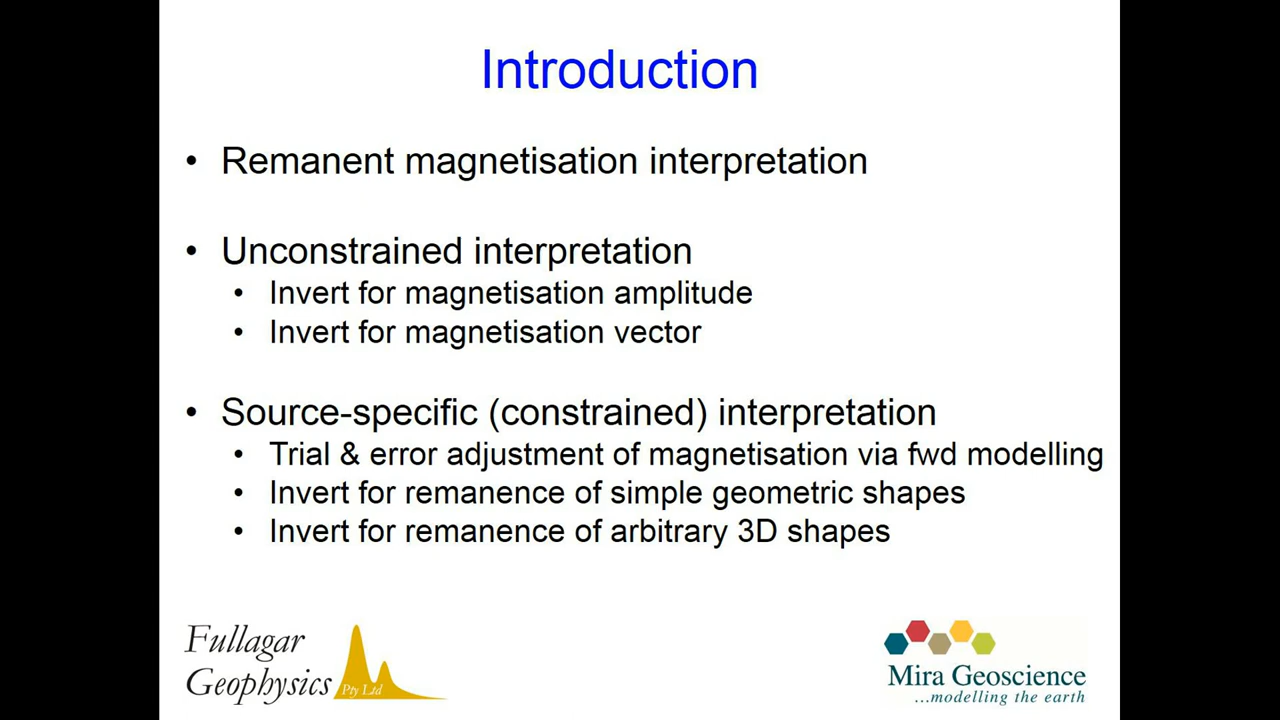 Introduction
• Remanent magnetisation interpretation
• Unconstrained interpretation
• Invert for magnetisation amplitude
• Invert for magnetisation vector
• Source-specific (constrained) interpretation
• Trial & error adjustment of magnetisation via fwd modelling
• Invert for remanence of simple geometric shapes
• Invert for remanence of arbitrary 3D shapes
Fullagar
Geophysics Pty Ltd
Mira Geoscience
...modelling the earth